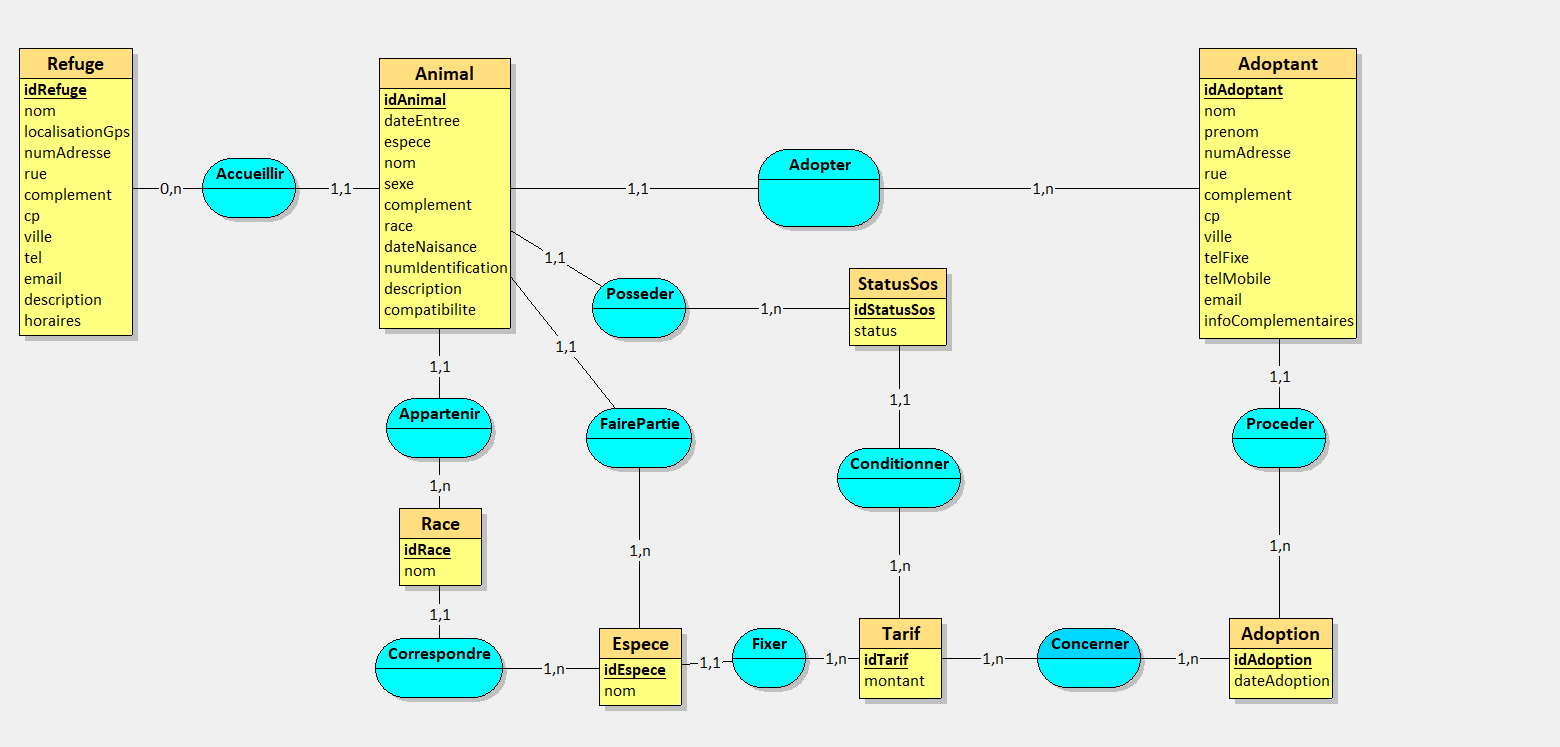 Refuge
idRefuge
nom
localisationGps
numAdresse
rue
complement
cp
ville
tel
email
description
horaires
0,n
Accueillir
1,1
Animal
idAnimal
dateEntree
espece
nom
sexe
complement
race
dateNaisance
numIdentification
description
compatibilite
1,1
Adopter
1,n
Adoptant
idAdoptant
nom
prenom
numAdresse
rue
complement
cp
ville
telFixe
telMobile
email
infoComplementaires
1,1
Posseder
1,n
StatusSos
idStatusSos
status
1,1
FairePartie
1,n
1,1
Appartenir
1,n
Race
idRace
nom
1,1
Correspondre
1,n
Espece
idEspece
nom
1,1
Fixer
1,n
1,1
Conditionner
1,n
Tarif
idTarif
montant
1,n
Concerner
1,n
1,1
Proceder
1,n
Adoption
idAdoption
dateAdoption